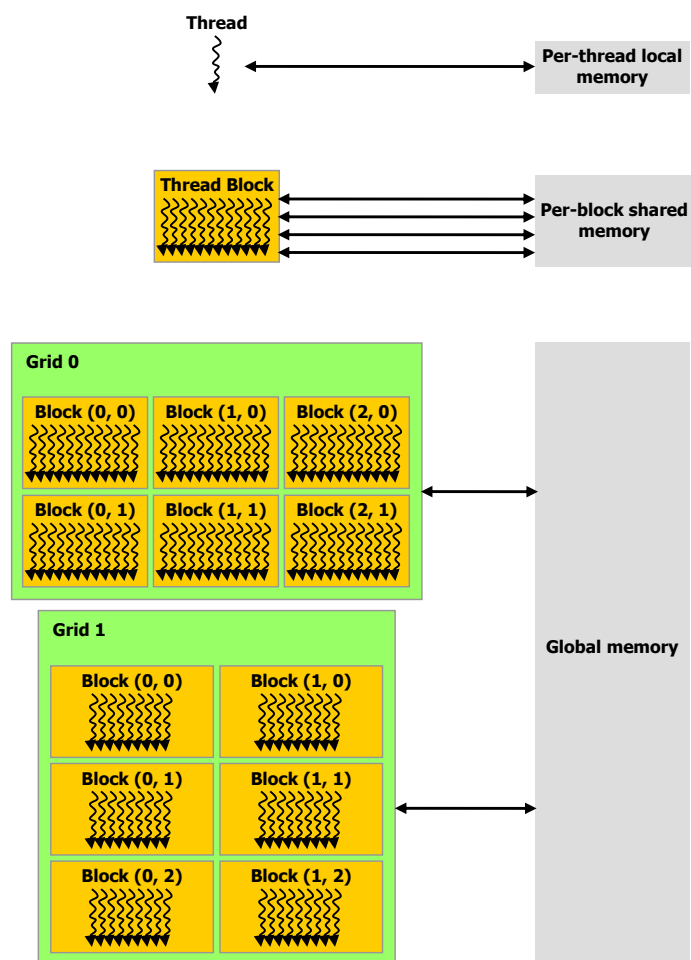 Thread
Per-thread local
memory
Thread Block
Per-block shared
memory
Grid 0
Block (0, 0) Block (1, 0) Block (2, 0)
Block (0, 1) Block (1, 1) Block (2, 1)
Grid 1
Global memory
Block (0, 0) Block (1, 0)
Block (0, 1) Block (1, 1)
Block (0, 2) Block (1, 2)